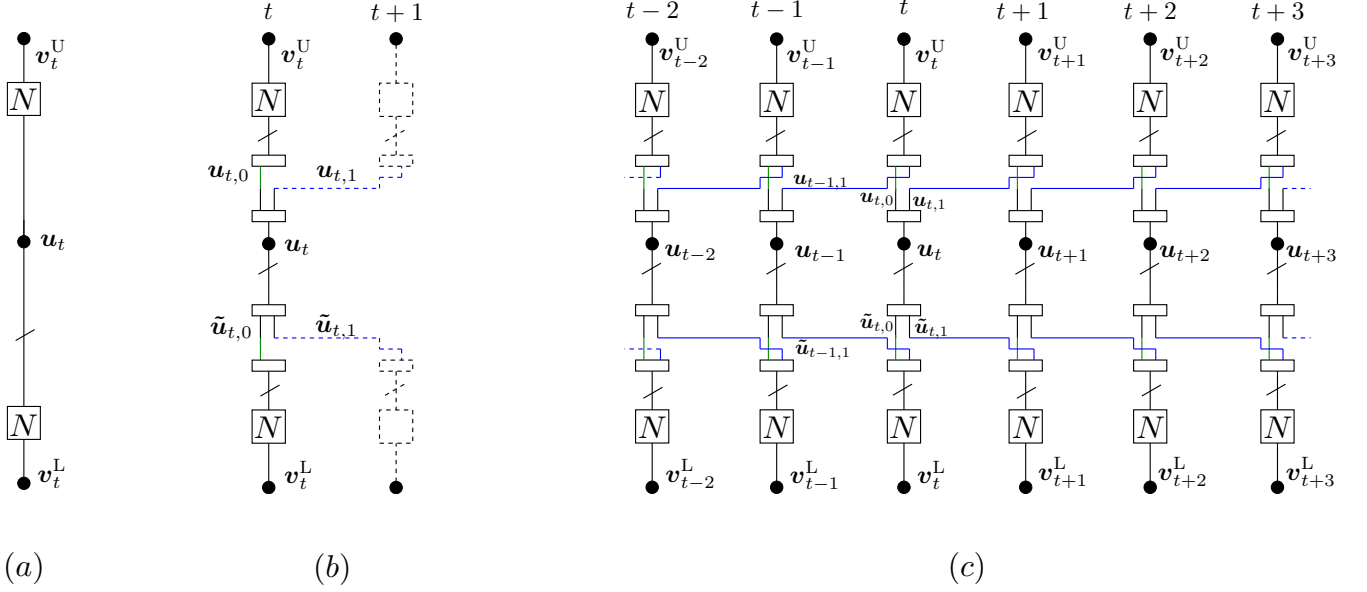 t t+1 t−2 t−1 t t+1 t+2 t+3
v_t^U v_t^U v_{t−2}^U v_{t−1}^U v_t^U v_{t+1}^U v_{t+2}^U v_{t+3}^U
N N N N N N N N
u_{t,0} u_{t,1} u_{t−1,1}
u_{t,0} u_{t,1}
u_t u_t u_{t−2} u_{t−1} u_t u_{t+1} u_{t+2} u_{t+3}
ũ_{t,0} ũ_{t,1} ũ_{t,0} ũ_{t,1}
ũ_{t−1,1}
N N N N N N N N
v_t^L v_t^L v_{t−2}^L v_{t−1}^L v_t^L v_{t+1}^L v_{t+2}^L v_{t+3}^L
(a) (b) (c)